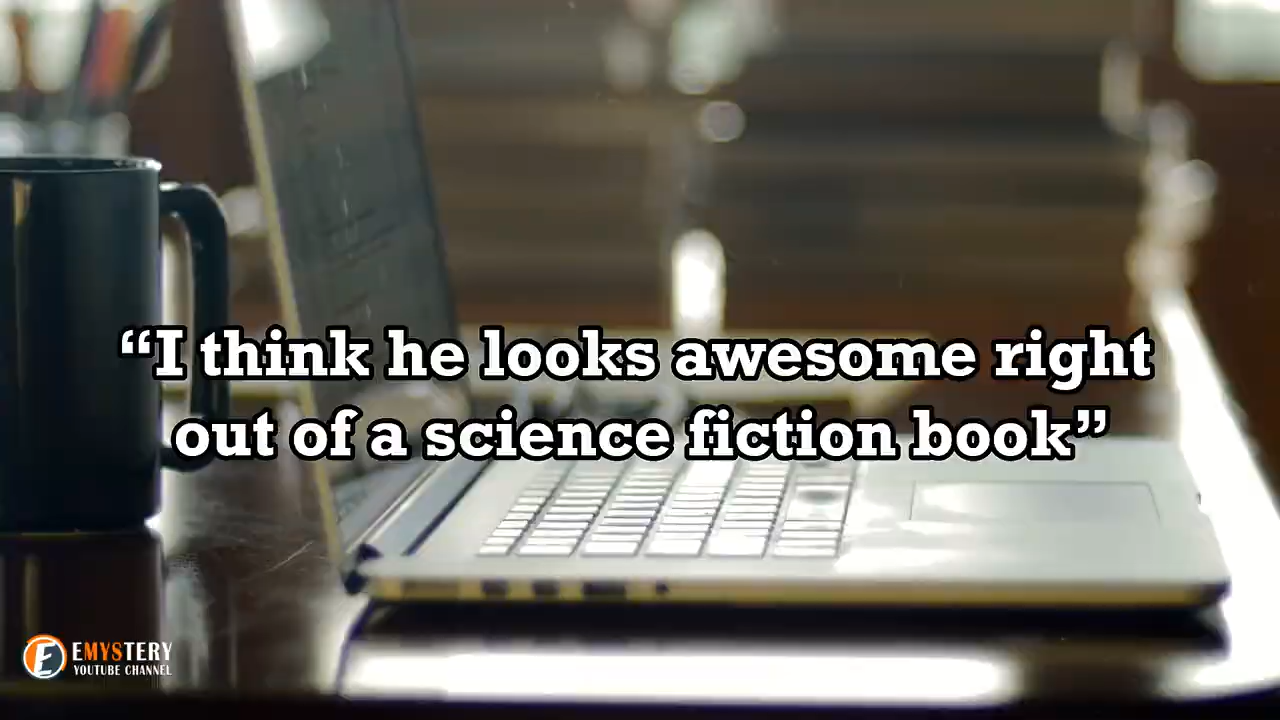 “I think he looks awesome right
out of a science fiction book”
EMYSTERY
YOUTUBE CHANNEL